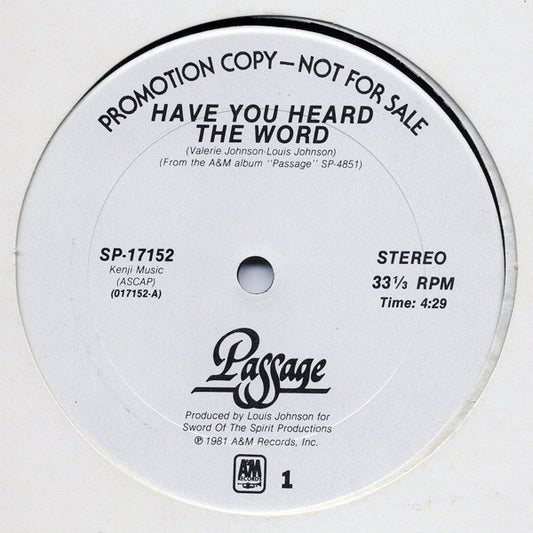 PROMOTION COPY—NOT FOR SALE
HAVE YOU HEARD
THE WORD
(Valerie Johnson-Louis Johnson)
(From the A&M album "Passage" SP-4851)
SP-17152
Kenji Music
(ASCAP)
(017152-A)
STEREO
33 1/3 RPM
Time: 4:29
Passage
Produced by Louis Johnson for
Sword Of The Spirit Productions
℗ 1981 A&M Records, Inc.
A&M
RECORDS
1